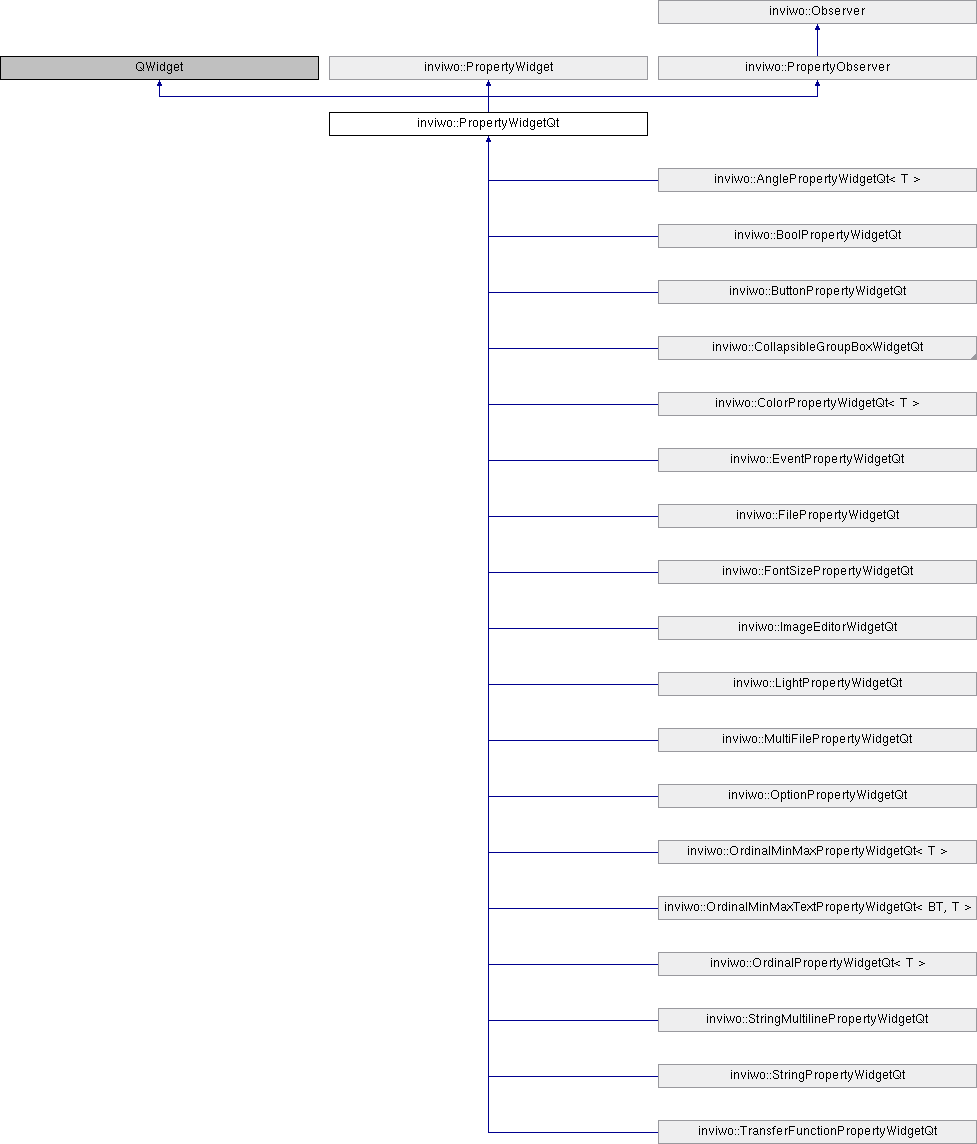 inviwo::Observer
QWidget
inviwo::PropertyWidget
inviwo::PropertyObserver
inviwo::PropertyWidgetQt
inviwo::AnglePropertyWidgetQt< T >
inviwo::BoolPropertyWidgetQt
inviwo::ButtonPropertyWidgetQt
inviwo::CollapsibleGroupBoxWidgetQt
inviwo::ColorPropertyWidgetQt< T >
inviwo::EventPropertyWidgetQt
inviwo::FilePropertyWidgetQt
inviwo::FontSizePropertyWidgetQt
inviwo::ImageEditorWidgetQt
inviwo::LightPropertyWidgetQt
inviwo::MultiFilePropertyWidgetQt
inviwo::OptionPropertyWidgetQt
inviwo::OrdinalMinMaxPropertyWidgetQt< T >
inviwo::OrdinalMinMaxTextPropertyWidgetQt< BT, T >
inviwo::OrdinalPropertyWidgetQt< T >
inviwo::StringMultilinePropertyWidgetQt
inviwo::StringPropertyWidgetQt
inviwo::TransferFunctionPropertyWidgetQt